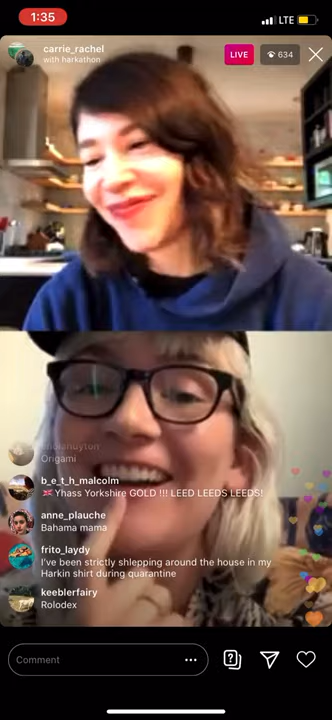 1:35
LTE
carrie_rachel
with harkathon
LIVE
634
Origami
b_e_t_h_malcolm
🇬🇧Yhass Yorkshire GOLD !!! LEED LEEDS LEEDS!
anne_plauche
Bahama mama
frito_laydy
I've been strictly shlepping around the house in my
Harkin shirt during quarantine
keeblerfairy
Rolodex
Comment